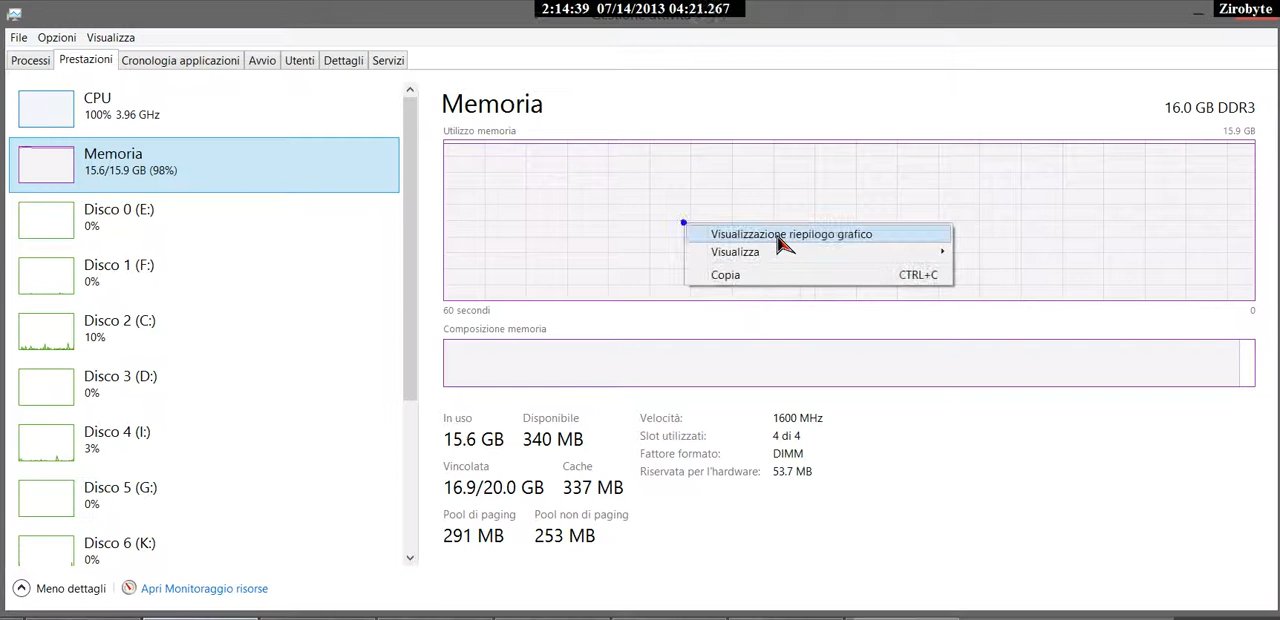 2:14:39 07/14/2013 04:21.267
Zirobyte
File Opzioni Visualizza
Processi Prestazioni Cronologia applicazioni Avvio Utenti Dettagli Servizi
CPU
100% 3.96 GHz
Memoria
15.6/15.9 GB (98%)
Disco 0 (E:)
0%
Disco 1 (F:)
0%
Disco 2 (C:)
10%
Disco 3 (D:)
0%
Disco 4 (I:)
3%
Disco 5 (G:)
0%
Disco 6 (K:)
0%
Memoria
16.0 GB DDR3
Utilizzo memoria 15.9 GB
Visualizzazione riepilogo grafico
Visualizza
Copia CTRL+C
60 secondi 0
Composizione memoria
In uso Disponibile
15.6 GB 340 MB
Vincolata Cache
16.9/20.0 GB 337 MB
Pool di paging Pool non di paging
291 MB 253 MB
Velocità: 1600 MHz
Slot utilizzati: 4 di 4
Fattore formato: DIMM
Riservata per l'hardware: 53.7 MB
Meno dettagli Apri Monitoraggio risorse